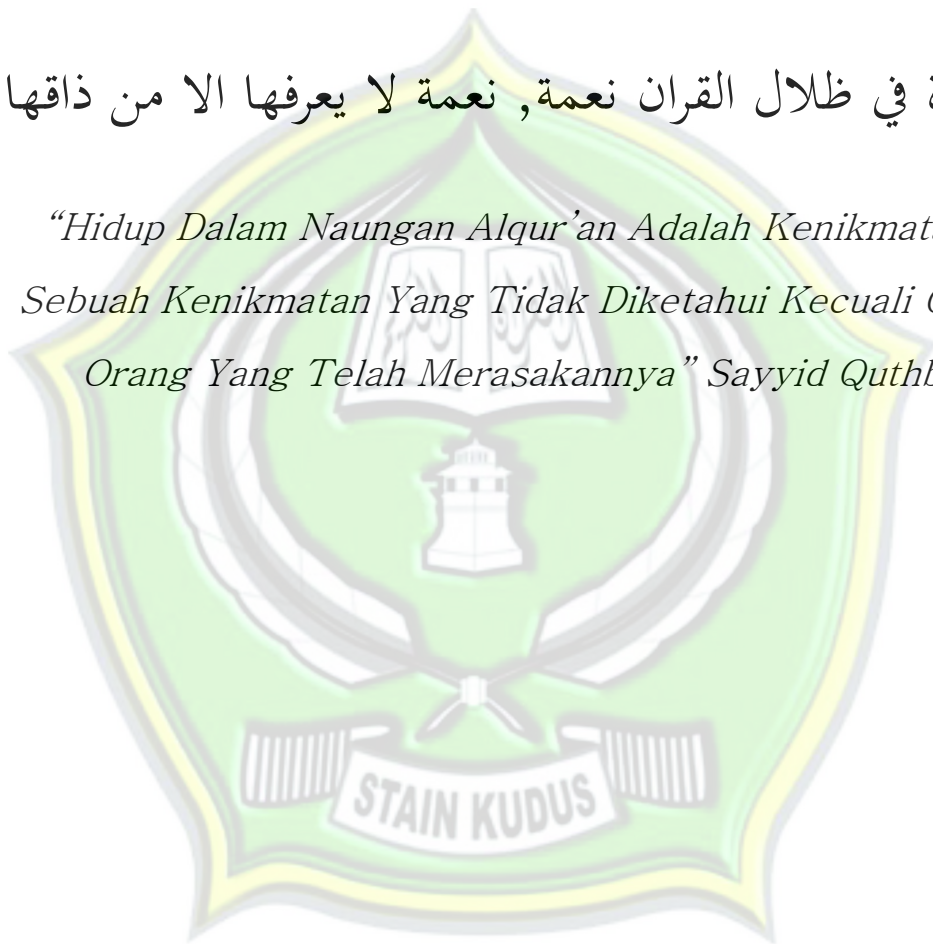 في ظلال القران نعمة, نعمة لا يعرفها الا من ذاقها
“Hidup Dalam Naungan Alqur’an Adalah
Sebuah Kenikmatan Yang Tidak Diketahui Kecuali
Orang Yang Telah Merasakannya” Sayyid
STAIN KUDUS